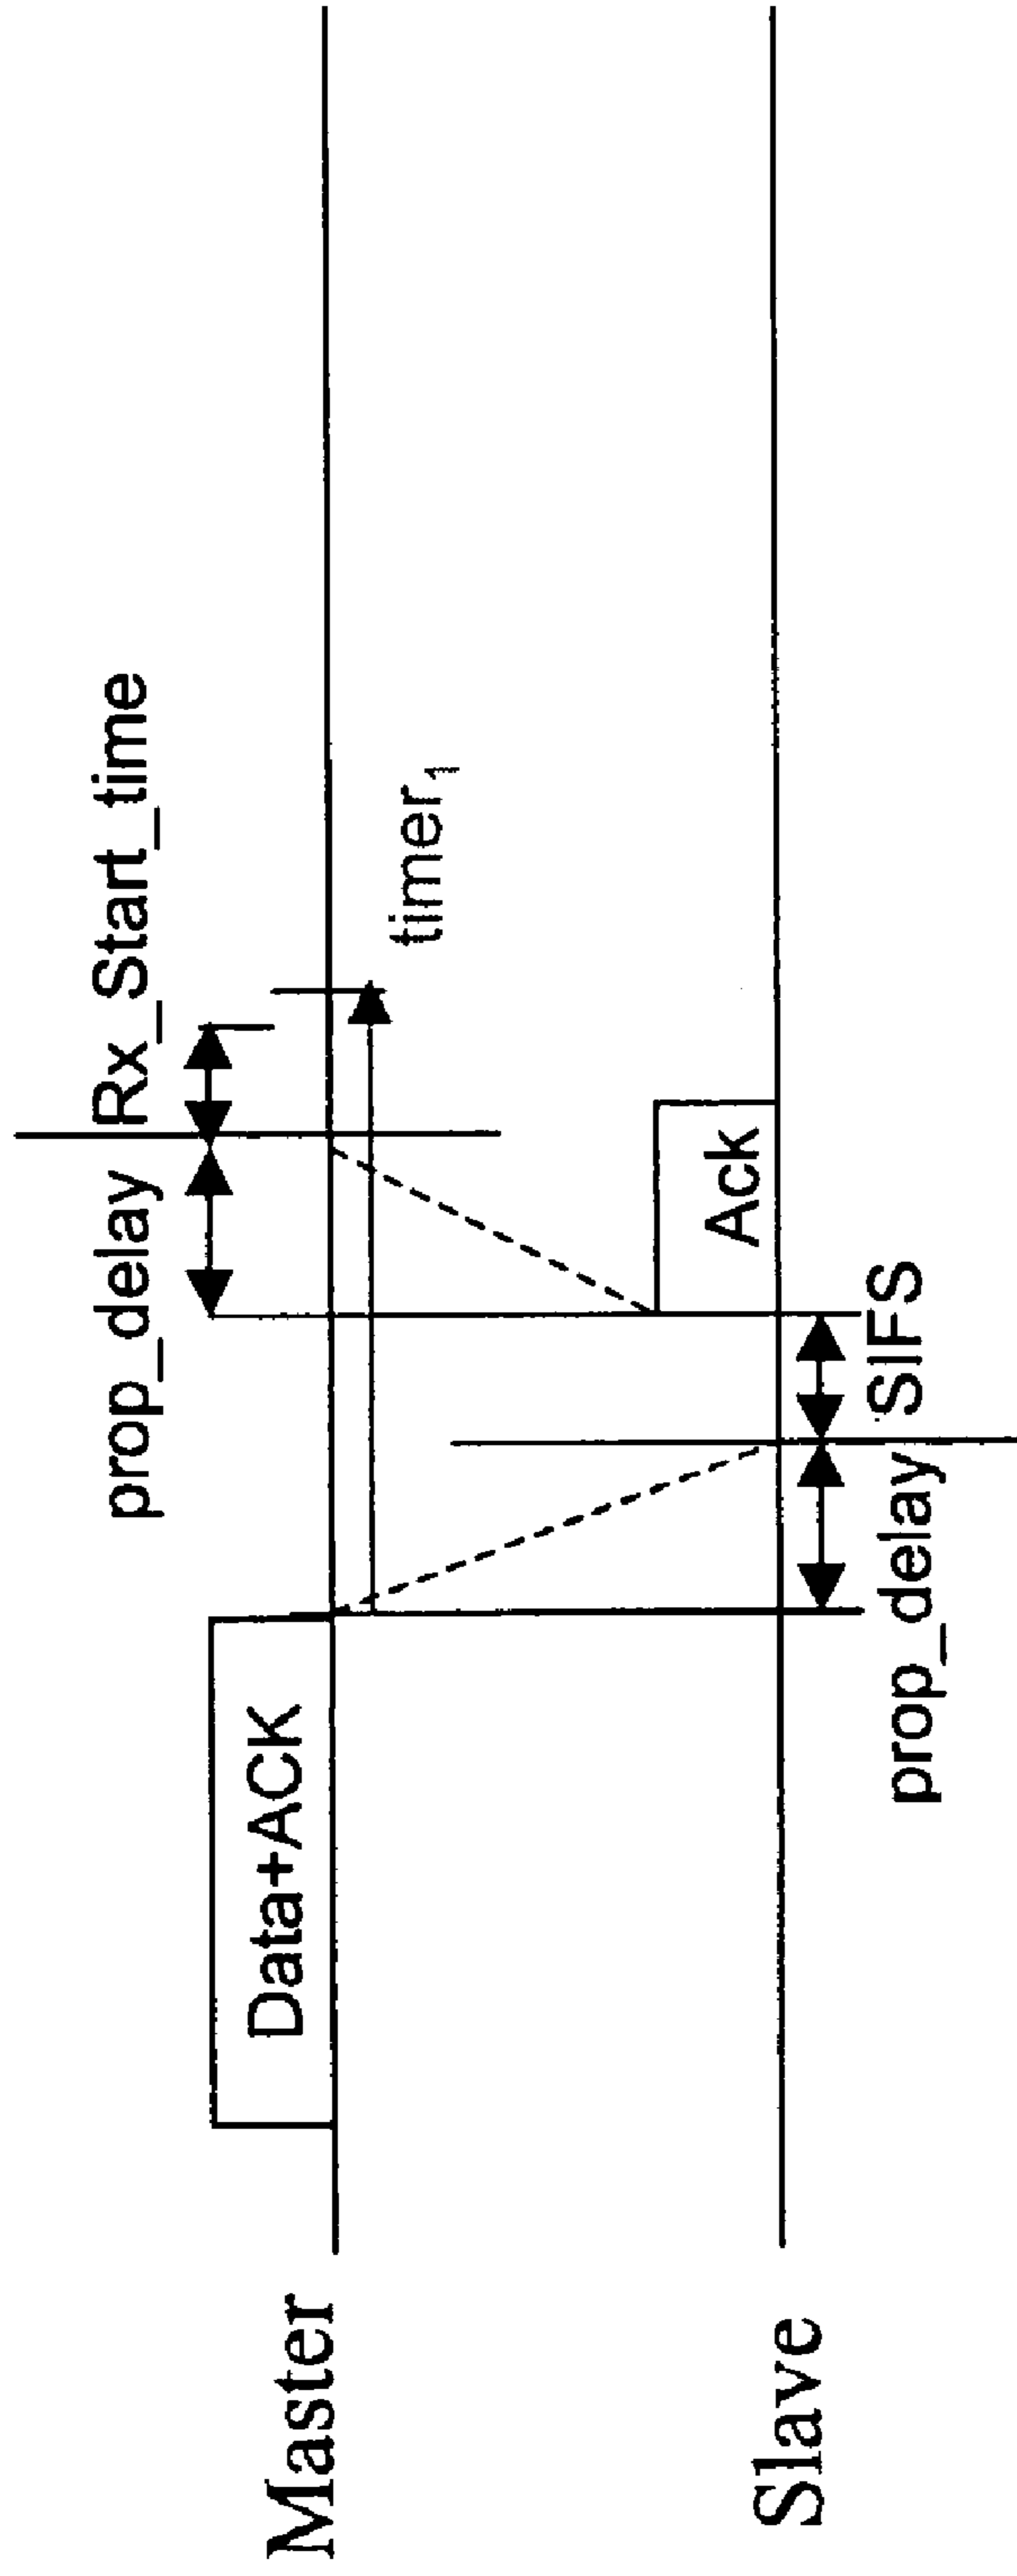 prop_delay Rx_Start_time
Master
Data+ACK
timer₁
Slave
Ack
prop_delay SIFS